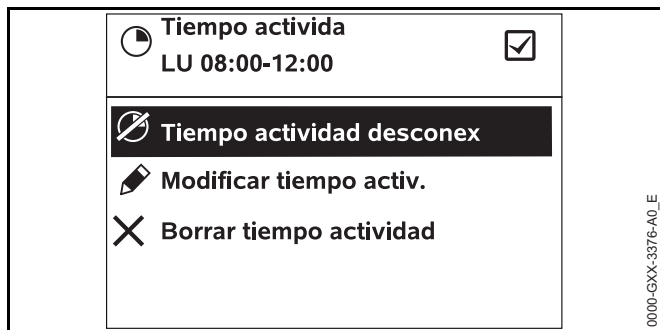 Tiempo activida
LU 08:00-12:00
Tiempo actividad desconex
Modificar tiempo activ.
Borrar tiempo actividad
0000-GXX-3376-A0_E